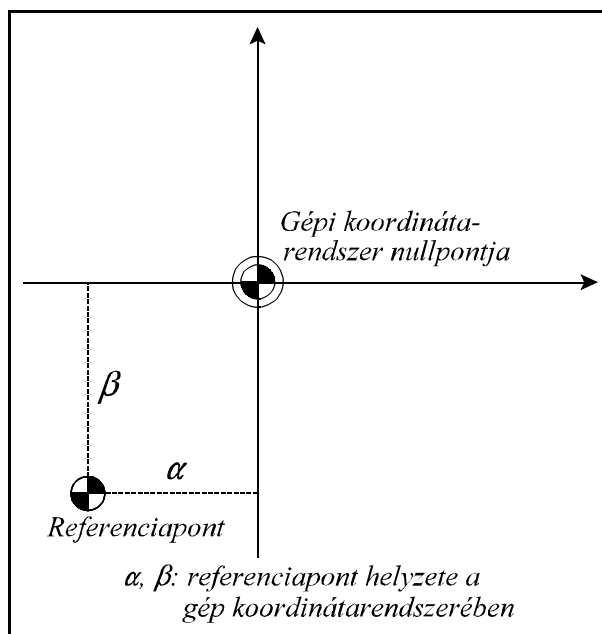 Gépi koordináta-
rendszer nullpontja
β
α
Referenciapont
α, β: referenciapont helyzete a
gép koordinátarendszerében